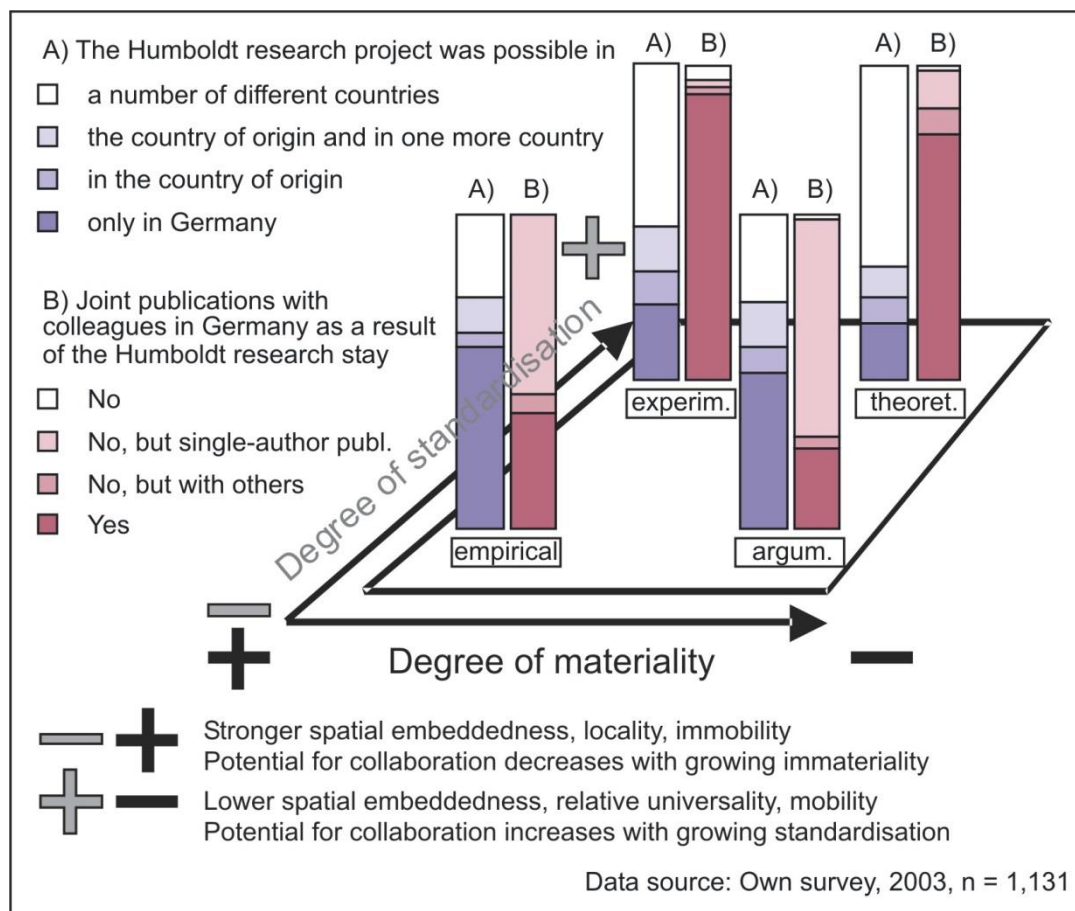 A) The Humboldt research project was possible in
a number of different countries
the country of origin and in one more country
in the country of origin
only in Germany
B) Joint publications with
colleagues in Germany as a result
of the Humboldt research stay
No
No, but single-author publ.
No, but with others
Yes
A) B)
A) B)
A) B)
A) B)
experim.
theoret.
empirical
argum.
Degree of standardisation
Degree of materiality
Stronger spatial embeddedness, locality, immobility
Potential for collaboration decreases with growing immateriality
Lower spatial embeddedness, relative universality, mobility
Potential for collaboration increases with growing standardisation
Data source: Own survey, 2003, n = 1,131